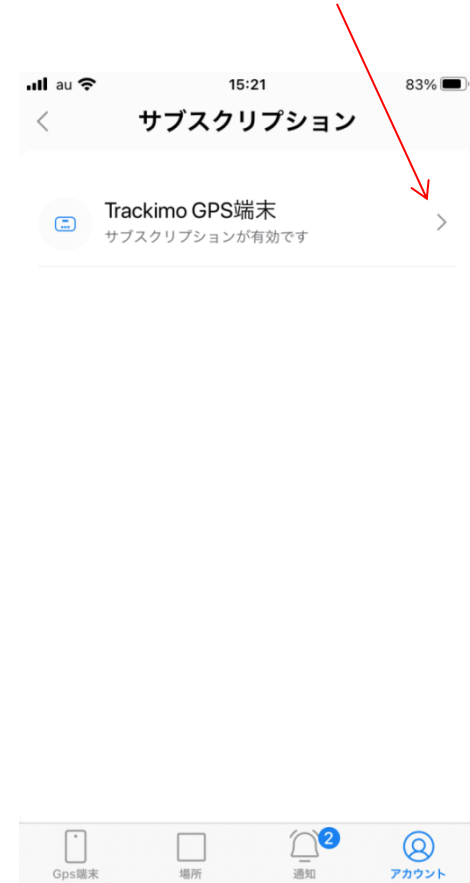 au 15:21 83%
サブスクリプション
Trackimo GPS端末
サブスクリプションが有効です
2
Gps端末 場所 通知 アカウント